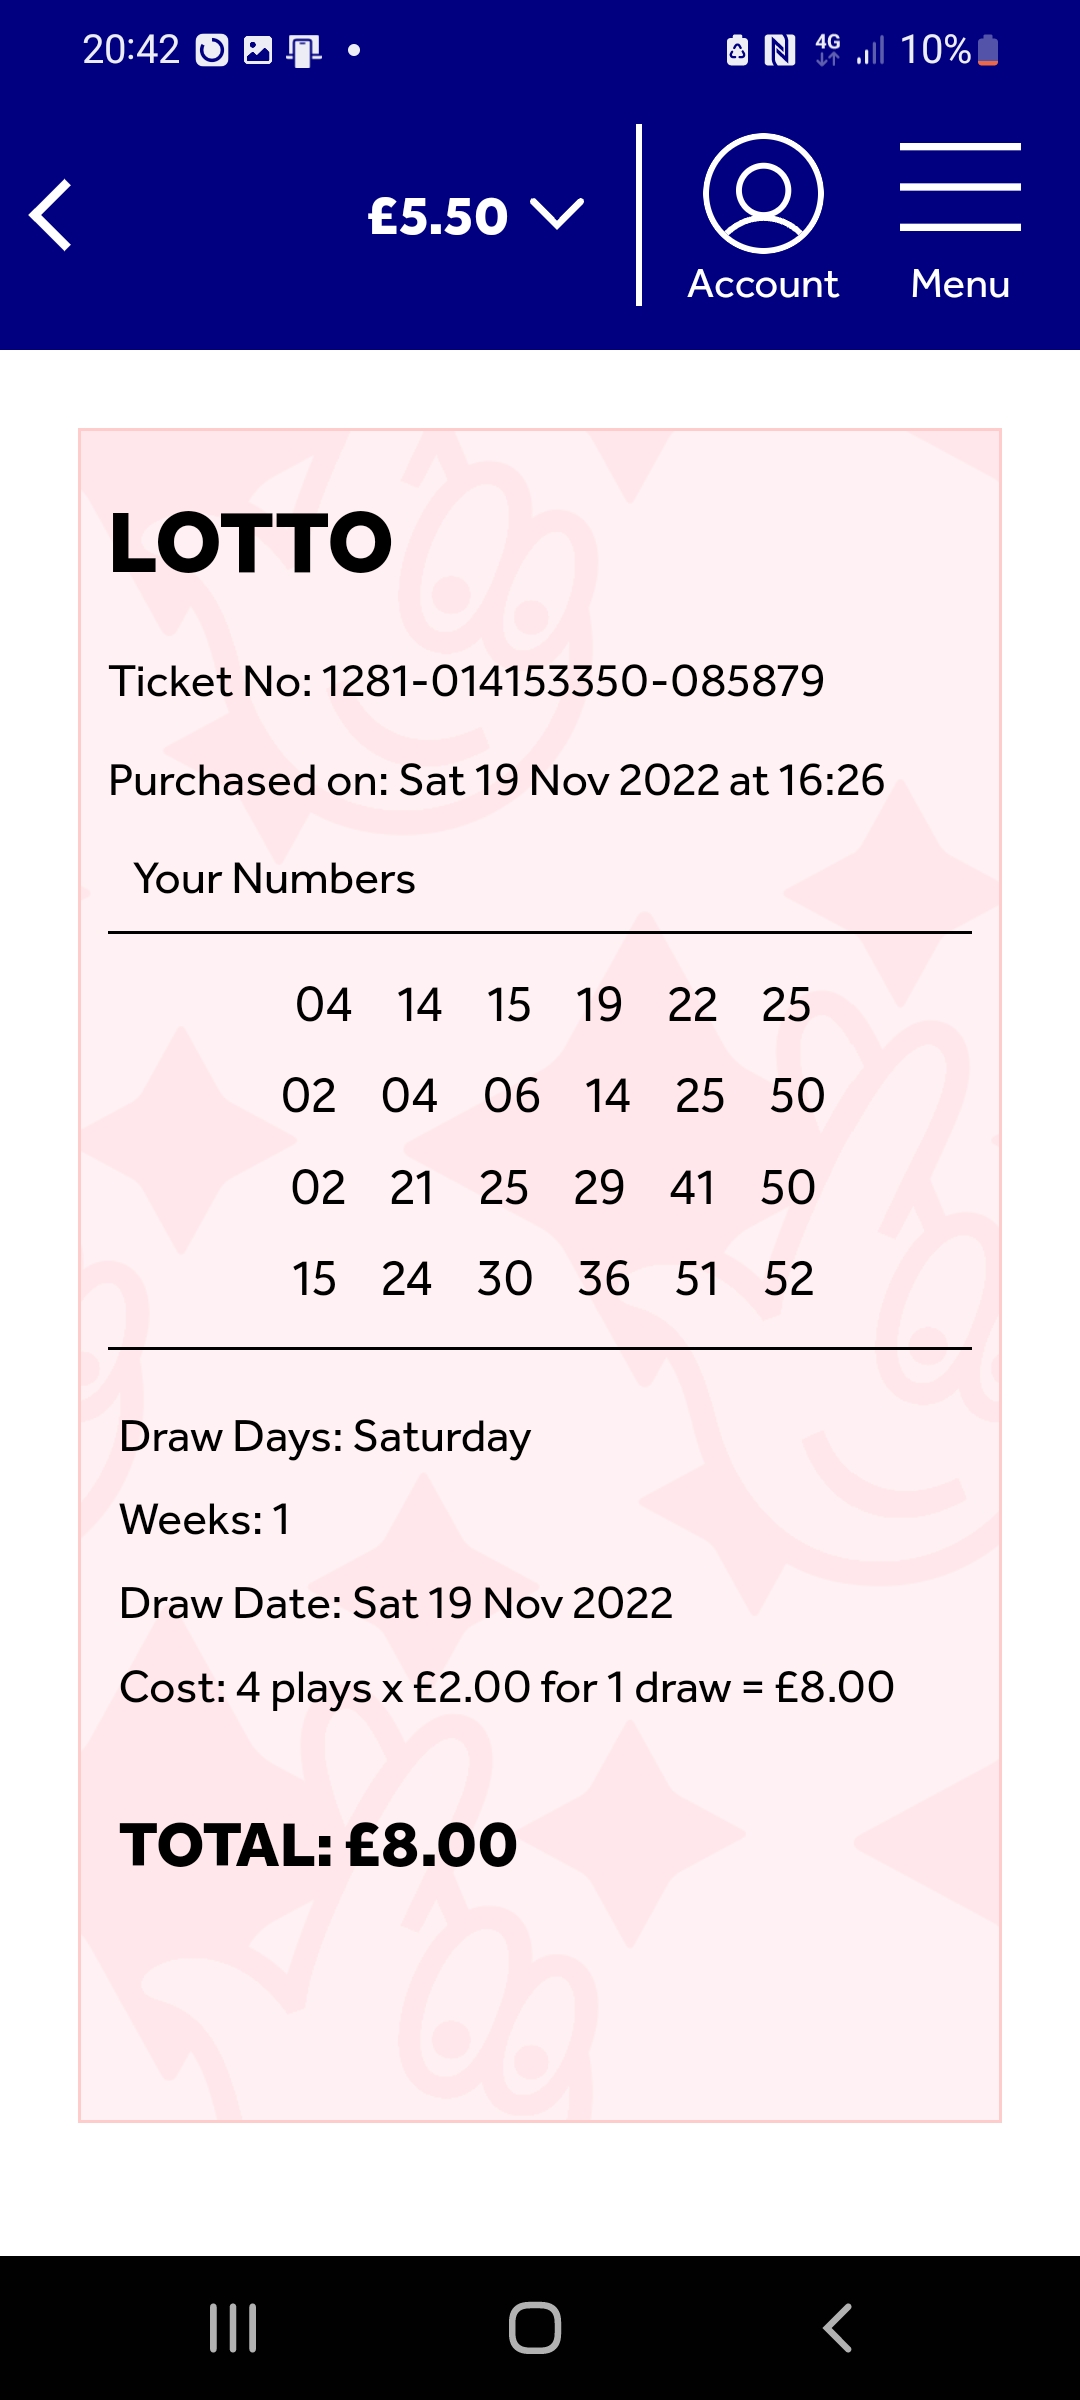 20:42 4G 10%
£5.50
Account Menu
LOTTO
Ticket No: 1281-014153350-085879
Purchased on: Sat 19 Nov 2022 at 16:26
Your Numbers
04 14 15 19 22 25
02 04 06 14 25 50
02 21 25 29 41 50
15 24 30 36 51 52
Draw Days: Saturday
Weeks: 1
Draw Date: Sat 19 Nov 2022
Cost: 4 plays x £2.00 for 1 draw = £8.00
TOTAL: £8.00